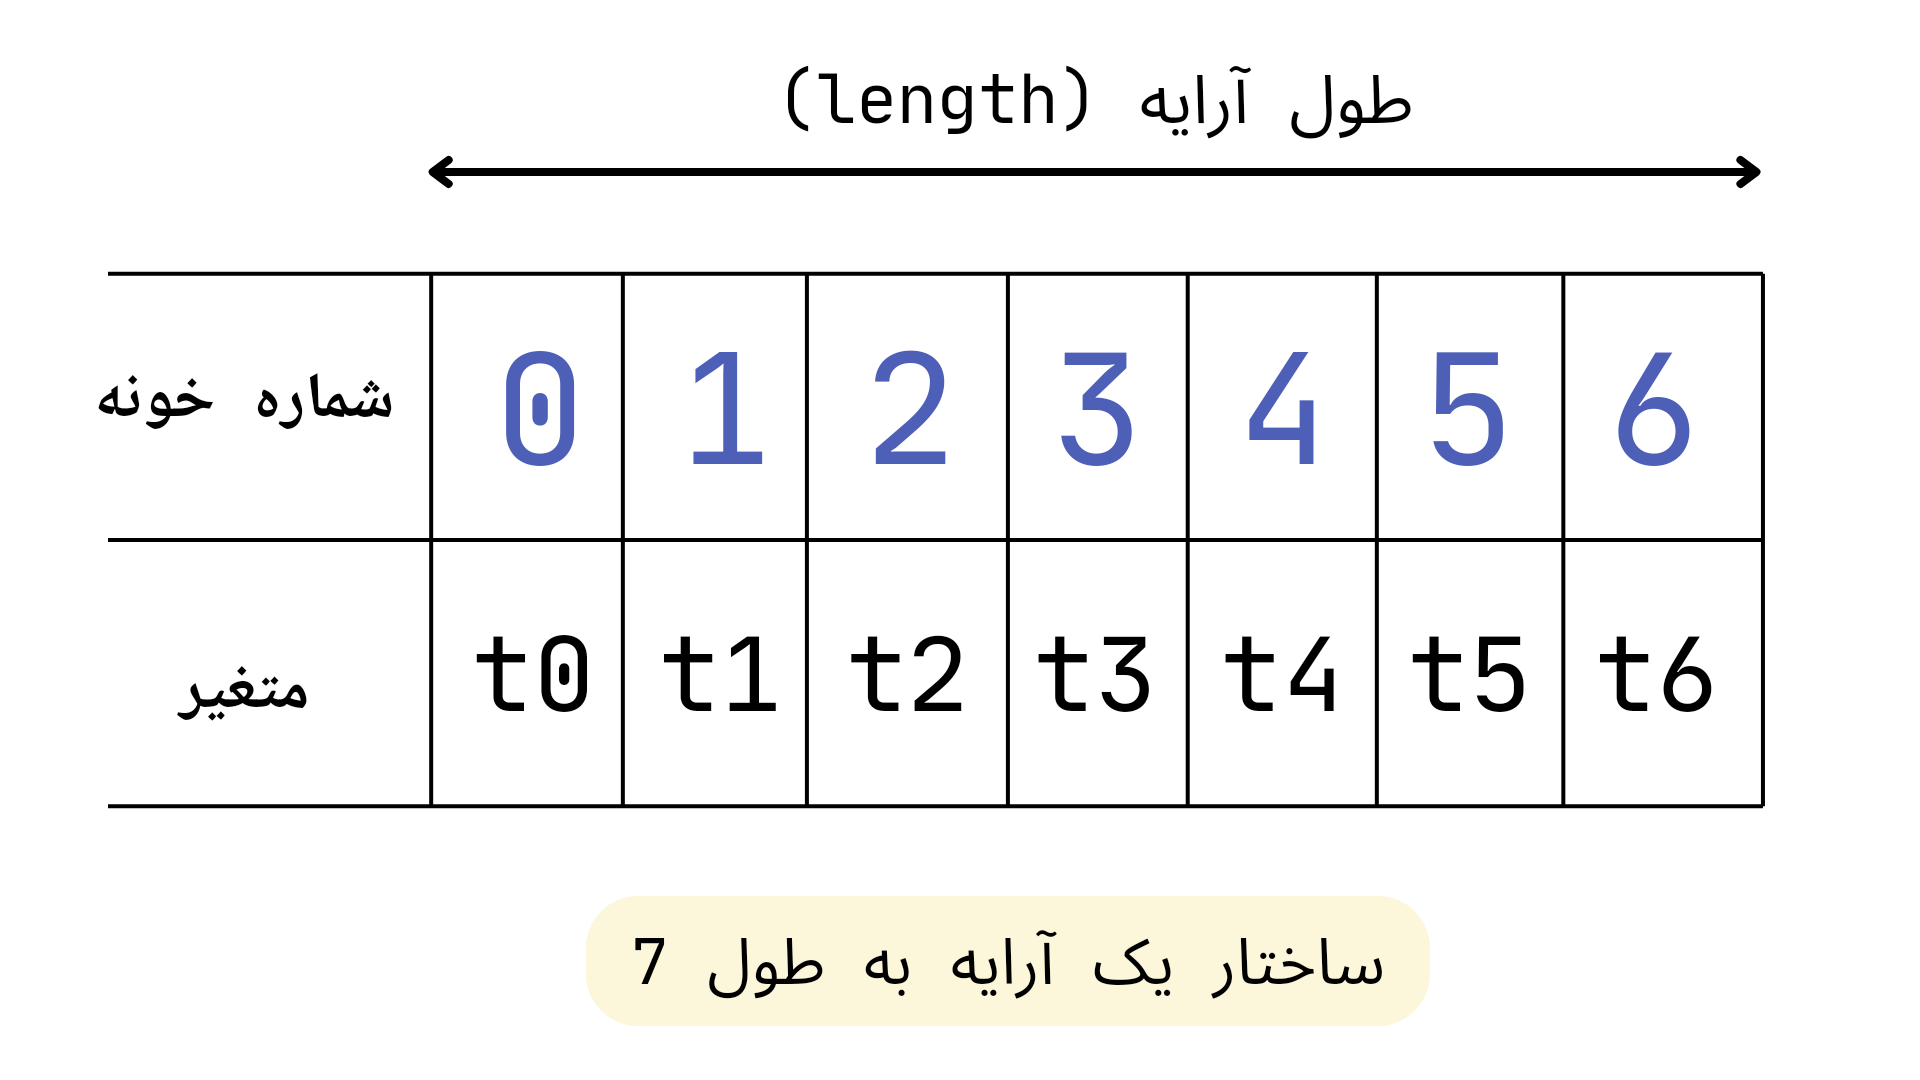 طول آرایه (length)
شماره خونه 0 1 2 3 4 5 6
متغیر t0 t1 t2 t3 t4 t5 t6
ساختار یک آرایه به طول 7